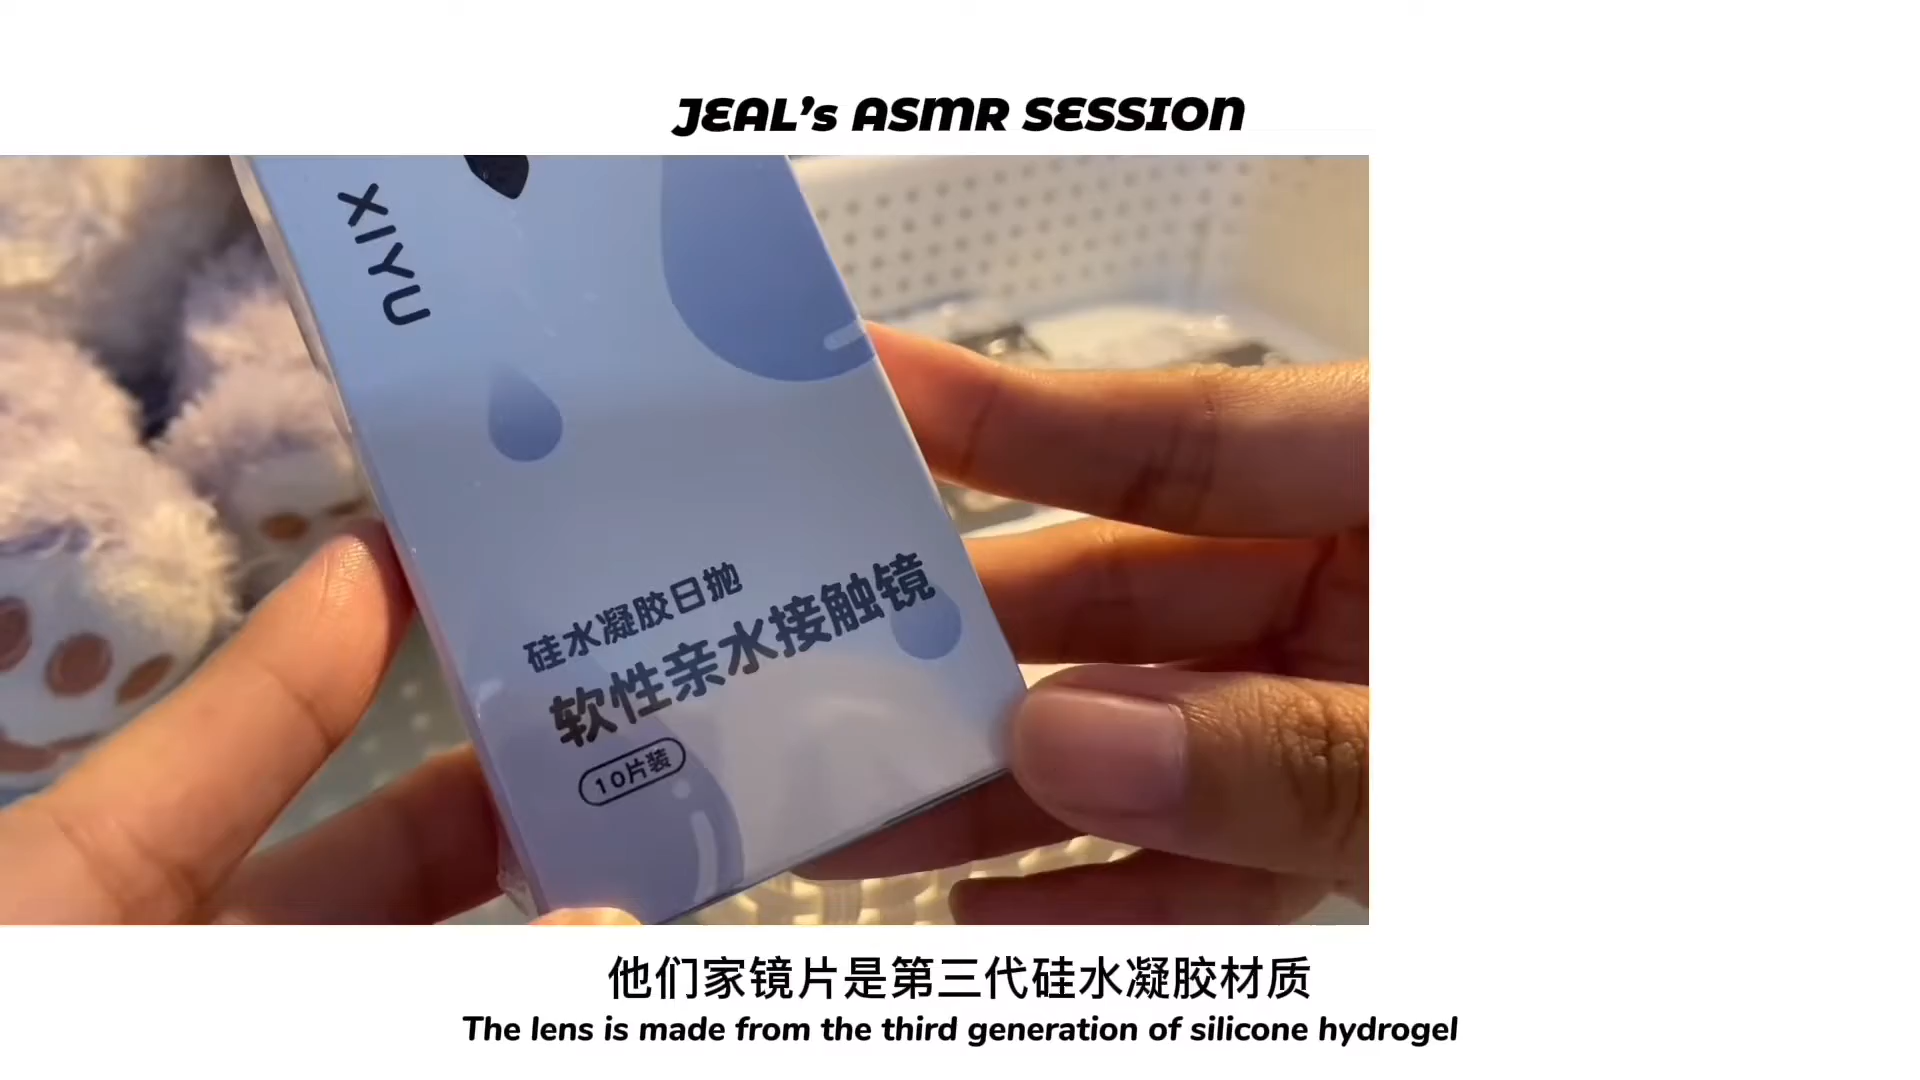 JEAL's ASMR SESSION
XIYU
硅水凝胶日抛
软性亲水接触镜
10片装
他们家镜片是第三代硅水凝胶材质
The lens is made from the third generation of silicone hydrogel